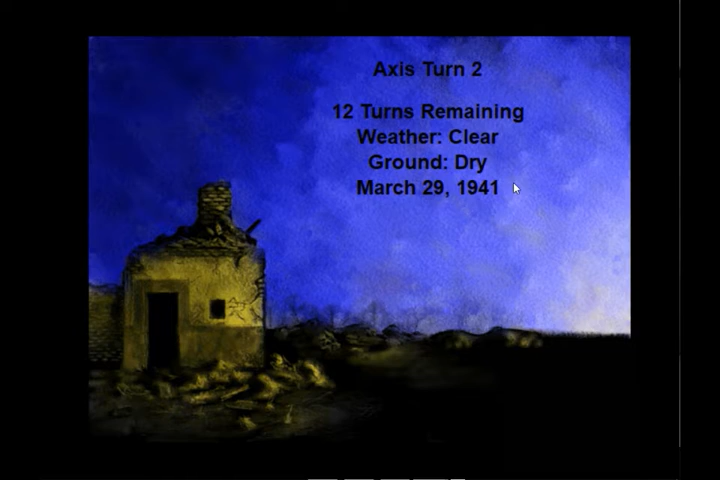 Axis Turn 2
12 Turns Remaining
Weather: Clear
Ground: Dry
March 29, 1941